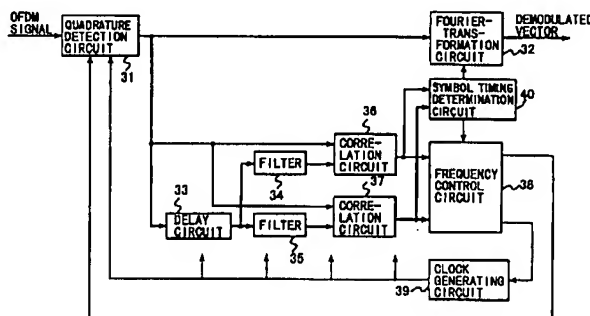 OFDM
SIGNAL
QUADRATURE
DETECTION
CIRCUIT
31
FOURIER-
TRANS-
FORMATION
CIRCUIT
32
DEMODULATED
VECTOR
SYMBOL TIMING
DETERMINATION
CIRCUIT
40
36
CORRE-
LATION
CIRCUIT
FILTER
34
37
CORRE-
LATION
CIRCUIT
33
DELAY
CIRCUIT
FILTER
35
FREQUENCY
CONTROL
CIRCUIT
38
CLOCK
GENERATING
CIRCUIT
39